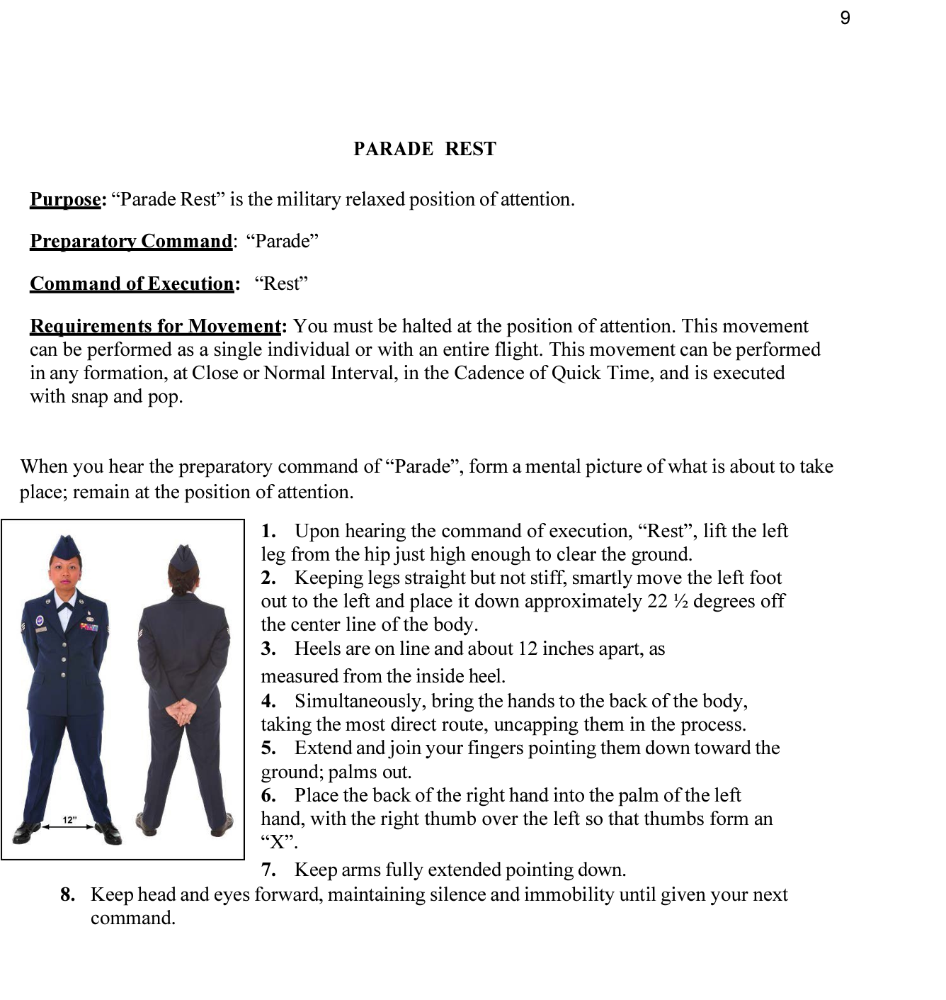 9
PARADE REST
Purpose: “Parade Rest” is the military relaxed position of attention.
Preparatory Command: “Parade”
Command of Execution: “Rest”
Requirements for Movement: You must be halted at the position of attention. This movement
can be performed as a single individual or with an entire flight. This movement can be performed
in any formation, at Close or Normal Interval, in the Cadence of Quick Time, and is executed
with snap and pop.
When you hear the preparatory command of “Parade”, form a mental picture of what is about to take
place; remain at the position of attention.
1. Upon hearing the command of execution, “Rest”, lift the left
leg from the hip just high enough to clear the ground.
2. Keeping legs straight but not stiff, smartly move the left foot
out to the left and place it down approximately 22 ½ degrees off
the center line of the body.
3. Heels are on line and about 12 inches apart, as
measured from the inside heel.
4. Simultaneously, bring the hands to the back of the body,
taking the most direct route, uncapping them in the process.
5. Extend and join your fingers pointing them down toward the
ground; palms out.
6. Place the back of the right hand into the palm of the left
hand, with the right thumb over the left so that thumbs form an
“X”.
12”
7. Keep arms fully extended pointing down.
8. Keep head and eyes forward, maintaining silence and immobility until given your next
command.